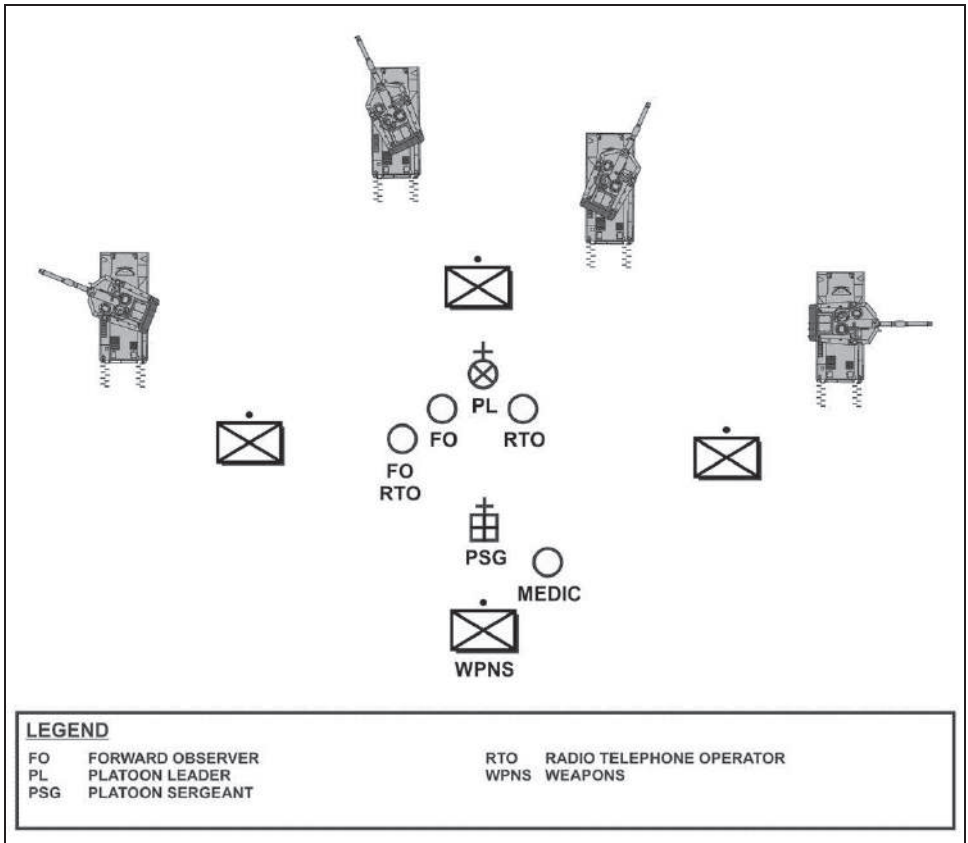 PL
FO
RTO
FO
RTO
PSG
MEDIC
WPNS
LEGEND
FO FORWARD OBSERVER
PL PLATOON LEADER
PSG PLATOON SERGEANT
RTO RADIO TELEPHONE OPERATOR
WPNS WEAPONS